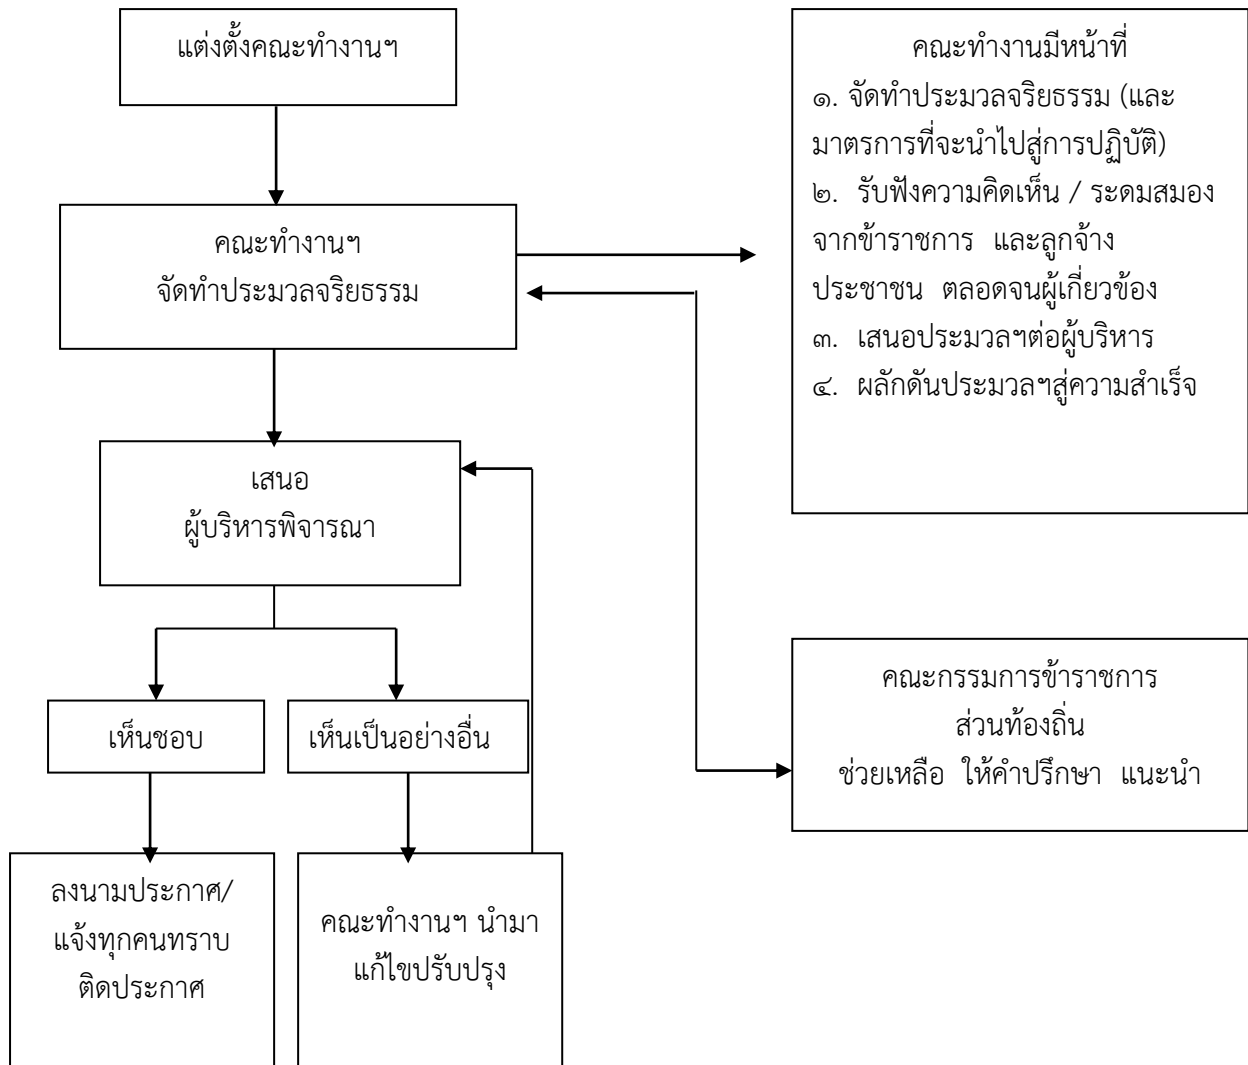 แต่งตั้งคณะทำงานฯ
คณะทำงานฯ
จัดทำประมวลจริยธรรม
เสนอ
ผู้บริหารพิจารณา
เห็นชอบ
เห็นเป็นอย่างอื่น
ลงนามประกาศ/
แจ้งทุกคนทราบ
ติดประกาศ
คณะทำงานฯ นำมา
แก้ไขปรับปรุง
คณะทำงานมีหน้าที่
๑. จัดทำประมวลจริยธรรม (และ
มาตรการที่จะนำไปสู่การปฏิบัติ)
๒. รับฟังความคิดเห็น / ระดมสมอง
จากข้าราชการ และลูกจ้าง
ประชาชน ตลอดจนผู้เกี่ยวข้อง
๓. เสนอประมวลฯต่อผู้บริหาร
๔. ผลักดันประมวลฯสู่ความสำเร็จ
คณะกรรมการข้าราชการ
ส่วนท้องถิ่น
ช่วยเหลือ ให้คำปรึกษา แนะนำ